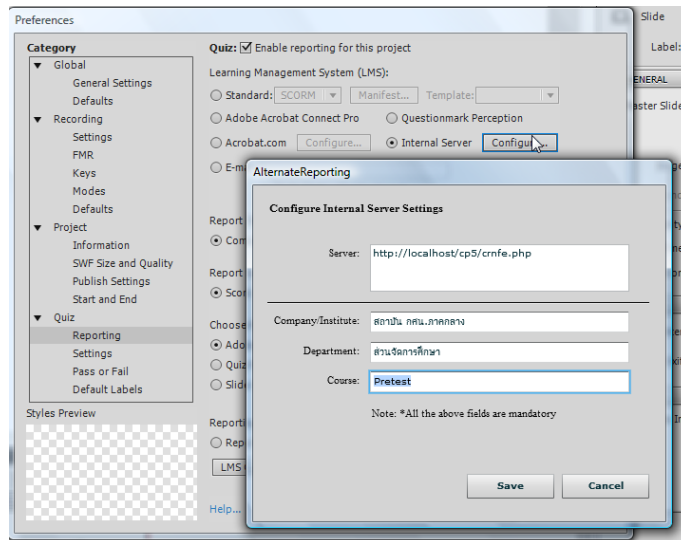 Preferences
Category
Global
General Settings
Defaults
Recording
Settings
FMR
Keys
Modes
Defaults
Project
Information
SWF Size and Quality
Publish Settings
Start and End
Quiz
Reporting
Settings
Pass or Fail
Default Labels
Styles Preview
Quiz: Enable reporting for this project
Learning Management System (LMS):
Standard: SCORM Manifest... Template:
Adobe Acrobat Connect Pro Questionmark Perception
Acrobat.com Configure... Internal Server
Report
Report
Choose
Quiz
LMS
Help...
AlternateReporting
Configure Internal Server Settings
Server: http://localhost/cp5/crnfe.php
Company/Institute: สถาบัน กศน.ภาคกลาง
Department: ส่วนจัดการศึกษา
Course: Pretest
Note: *All the above fields are mandatory
Save Cancel
Slide
Label: